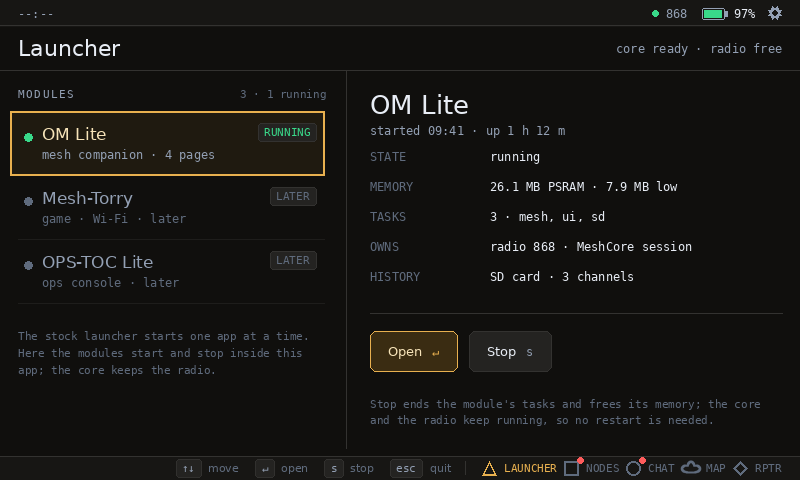 --:-- 868 97%
Launcher core ready · radio free
MODULES 3 · 1 running
OM Lite RUNNING
mesh companion · 4 pages
Mesh-Torry LATER
game · Wi-Fi · later
OPS-TOC Lite LATER
ops console · later
The stock launcher starts one app at a time.
Here the modules start and stop inside this
app; the core keeps the radio.
OM Lite
started 09:41 · up 1 h 12 m
STATE running
MEMORY 26.1 MB PSRAM · 7.9 MB low
TASKS 3 · mesh, ui, sd
OWNS radio 868 · MeshCore session
HISTORY SD card · 3 channels
Open ↵ Stop s
Stop ends the module's tasks and frees its memory; the core
and the radio keep running, so no restart is needed.
↑↓ move ↵ open s stop esc quit LAUNCHER NODES CHAT MAP RPTR